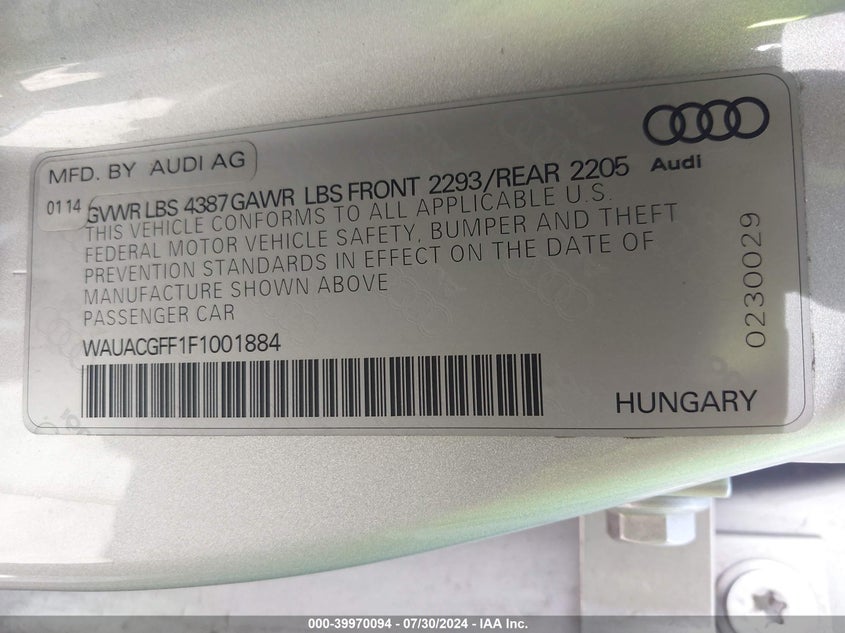 MFD. BY AUDI AG
Audi
01 14
GVWR LBS 4387 GAWR LBS FRONT 2293/REAR 2205
THIS VEHICLE CONFORMS TO ALL APPLICABLE U.S.
FEDERAL MOTOR VEHICLE SAFETY, BUMPER AND THEFT
PREVENTION STANDARDS IN EFFECT ON THE DATE OF
MANUFACTURE SHOWN ABOVE
PASSENGER CAR
WAUACGFF1F1001884
HUNGARY
0230029
000-39970094 - 07/30/2024 - IAA Inc.